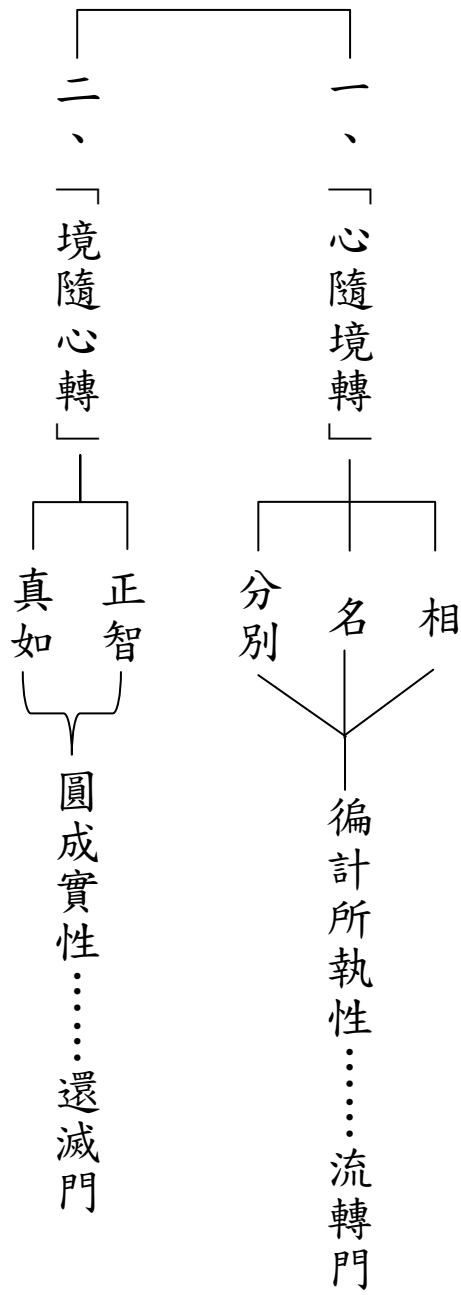 一、「心隨境轉」
相
名
分別
徧計所執性⋯⋯⋯流轉門
二、「境隨心轉」
正智
真如
圓成實性⋯⋯⋯還滅門